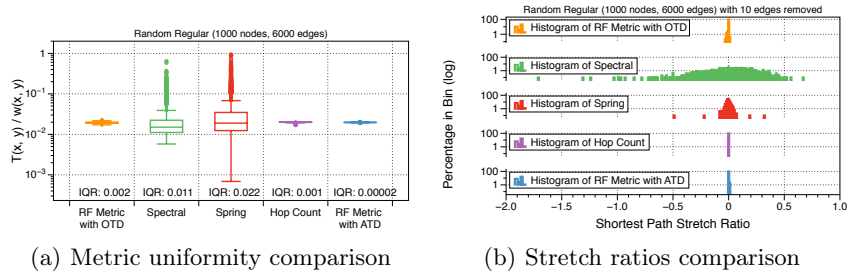 Random Regular (1000 nodes, 6000 edges)
1
10⁻¹
10⁻²
10⁻³
T(x, y) / w(x, y)
IQR: 0.002
IQR: 0.011
IQR: 0.022
IQR: 0.001
IQR: 0.00002
RF Metric with OTD
Spectral
Spring
Hop Count
RF Metric with ATD
(a) Metric uniformity comparison
Random Regular (1000 nodes, 6000 edges) with 10 edges removed
Percentage in Bin (log)
100
1
Histogram of RF Metric with OTD
100
1
Histogram of Spectral
100
1
Histogram of Spring
100
1
Histogram of Hop Count
100
1
Histogram of RF Metric with ATD
-2.0
-1.5
-1.0
-0.5
0
0.5
1.0
Shortest Path Stretch Ratio
(b) Stretch ratios comparison